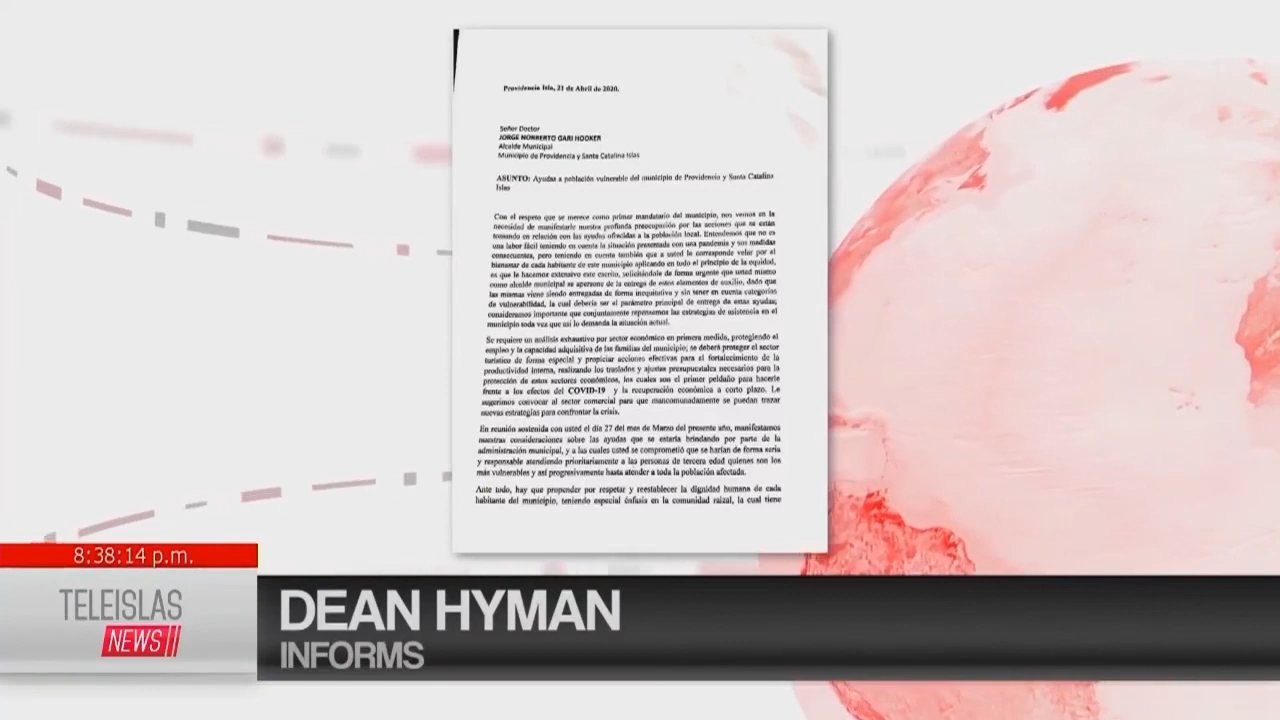 Providencia Isla, 21 de Abril de 2020.
Señor Doctor
JORGE NORBERTO GARI HOOKER
Alcalde Municipal
Municipio de Providencia y Santa Catalina Islas
ASUNTO: Ayudas a población vulnerable del municipio de Providencia y Santa Catalina
Islas
Con el respeto que se merece como primer mandatario del municipio, nos vemos en la
necesidad de manifestarle nuestra profunda preocupación por las acciones que se están
tomando en relación con las ayudas ofrecidas a la población local. Entendemos que no es
una labor fácil teniendo en cuenta la situación presentada con una pandemia y sus medidas
consecuentes, pero teniendo en cuenta también que a usted le corresponde velar por el
bienestar de cada habitante de este municipio aplicando en todo el principio de la equidad,
es que le hacemos extensivo este escrito, solicitándole de forma urgente que usted mismo
como alcalde municipal se apersone de la entrega de estos elementos de auxilio, dado que
las mismas viene siendo entregadas de forma inequitativa y sin tener en cuenta categorías
de vulnerabilidad, la cual debería ser el parámetro principal de entrega de estas ayudas;
consideramos importante que conjuntamente repensemos las estrategias de asistencia en el
municipio toda vez que así lo demanda la situación actual.
Se requiere un análisis exhaustivo por sector económico en primera medida, protegiendo el
empleo y la capacidad adquisitiva de las familias del municipio; se deberá proteger el sector
turístico de forma especial y propiciar acciones efectivas para el fortalecimiento de la
productividad interna, realizando los traslados y ajustes presupuestales necesarios para la
protección de estos sectores económicos, los cuales son el primer peldaño para hacerle
frente a los efectos del COVID-19 y la recuperación económica a corto plazo. Le
sugerimos convocar al sector comercial para que mancomunadamente se puedan trazar
nuevas estrategias para confrontar la crisis.
En reunión sostenida con usted el día 27 del mes de Marzo del presente año, manifestamos
nuestras consideraciones sobre las ayudas que se estaría brindando por parte de la
administración municipal, y a las cuales usted se comprometió que se harían de forma seria
y responsable atendiendo prioritariamente a las personas de tercera edad quienes son los
más vulnerables y así progresivamente hasta atender a toda la población afectada.
Ante todo, hay que propender por respetar y reestablecer la dignidad humana de cada
habitante del municipio, teniendo especial énfasis en la comunidad raizal, la cual tiene
8:38:14 p.m.
TELEISLAS
NEWS
DEAN HYMAN
INFORMS